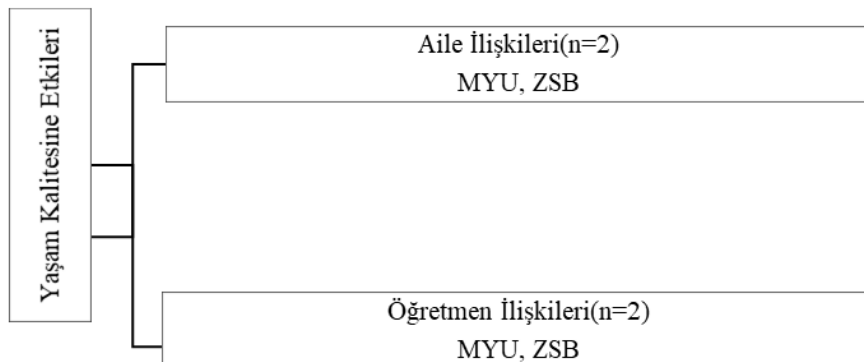 Yaşam Kalitesine Etkileri
Aile İlişkileri(n=2)
MYU, ZSB
Öğretmen İlişkileri(n=2)
MYU, ZSB